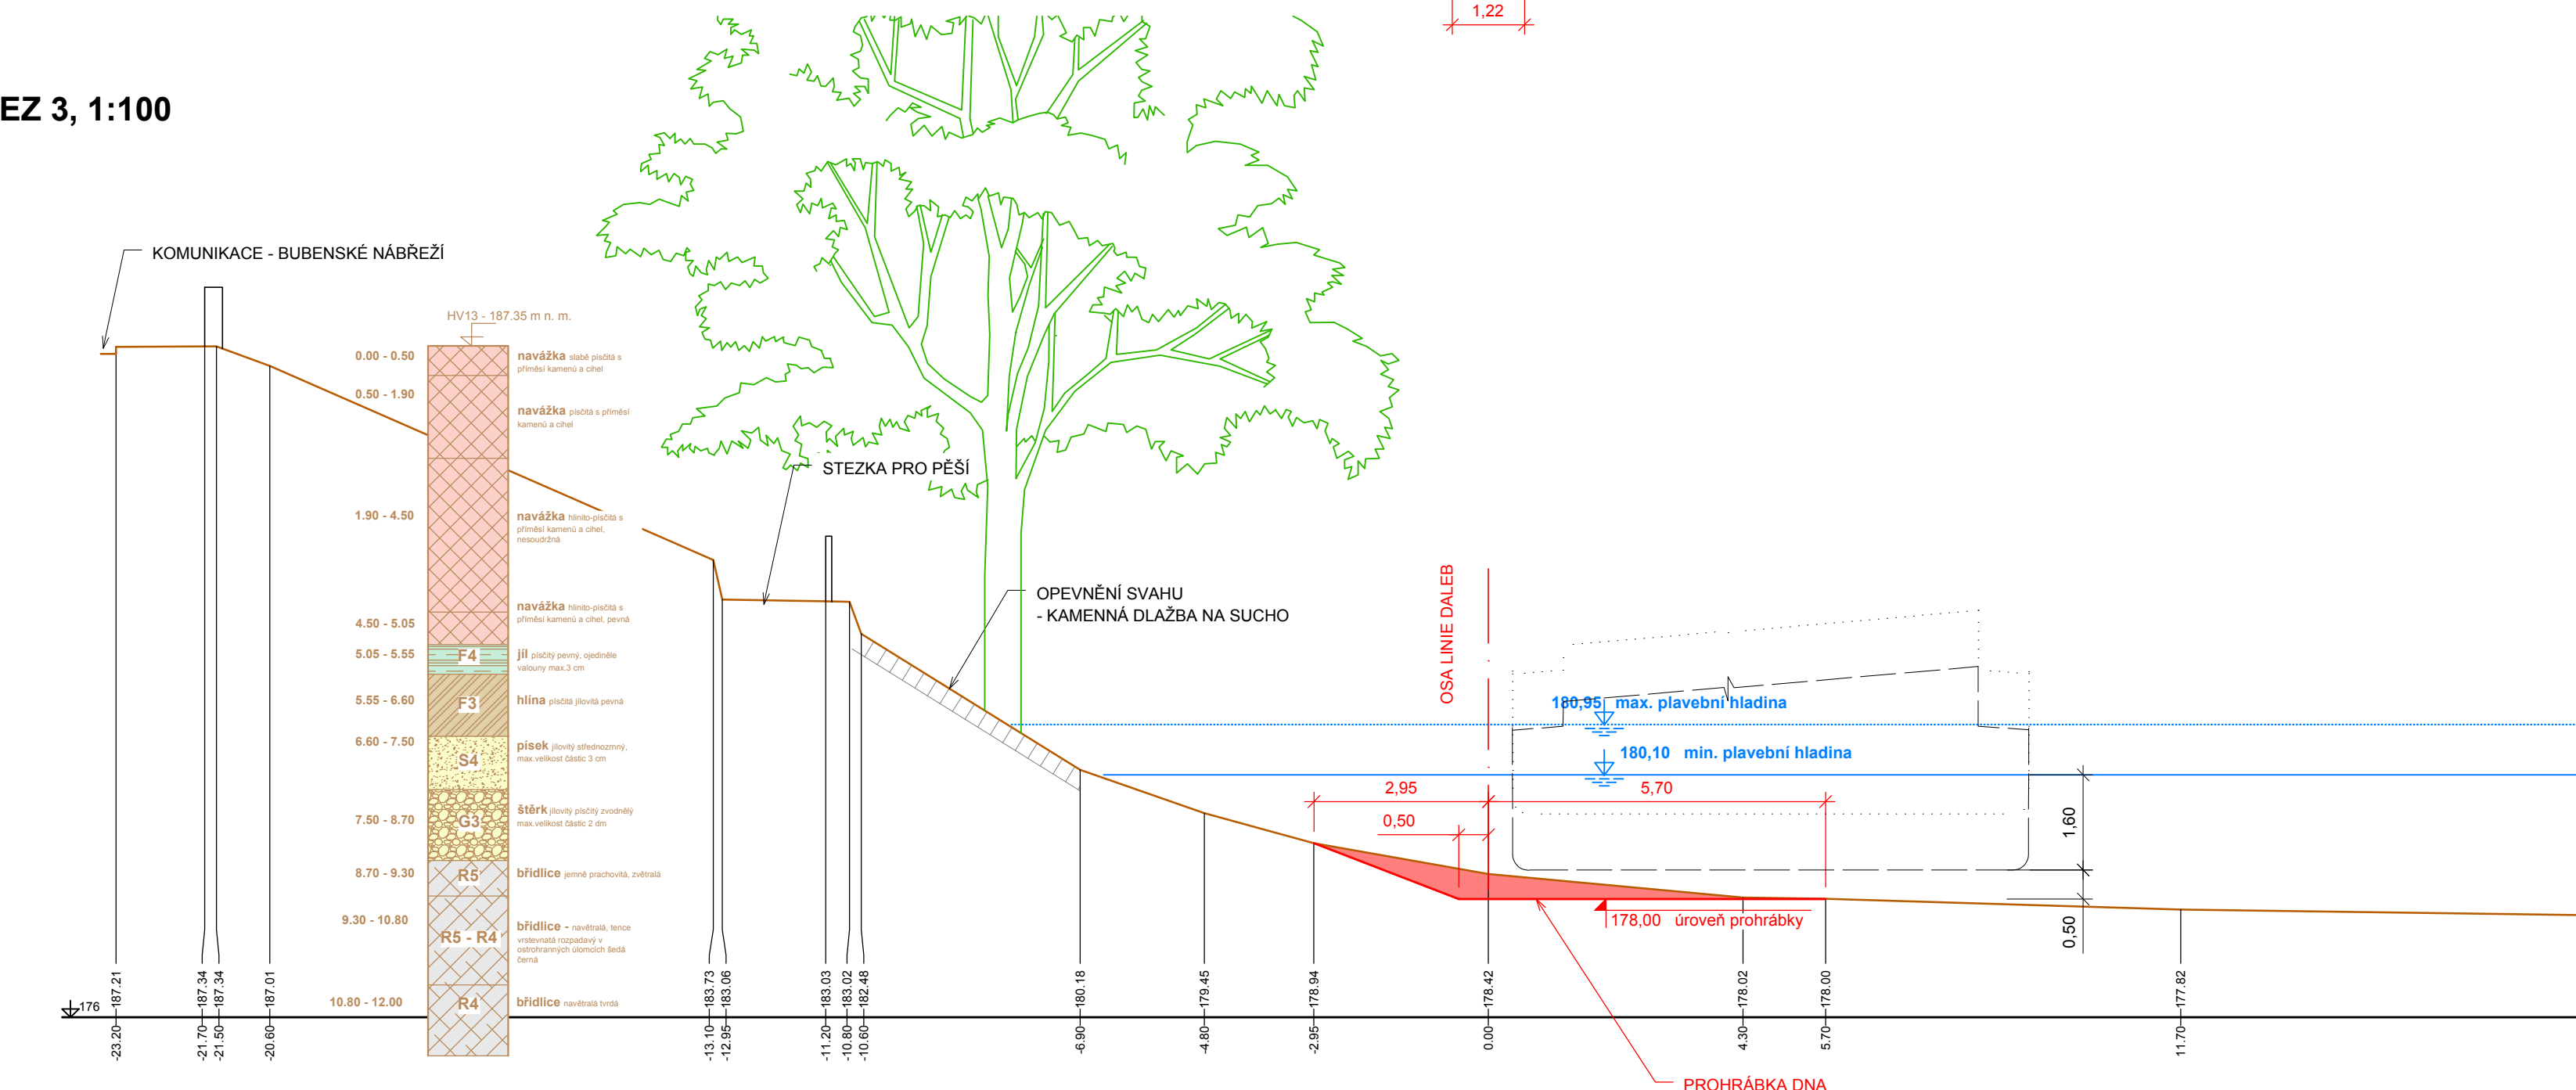 1,22
EZ 3, 1:100
KOMUNIKACE - BUBENSKÉ NÁBŘEŽÍ
HV13 - 187.35 m n. m.
0.00 - 0.50
navážka slabě písčitá s
příměsí kamenů a cihel
0.50 - 1.90
navážka písčitá s příměsí
kamenů a cihel
STEZKA PRO PĚŠÍ
1.90 - 4.50
navážka hlinito-písčitá s
příměsí kamenů a cihel,
nesoudržná
OPEVNĚNÍ SVAHU
- KAMENNÁ DLAŽBA NA SUCHO
OSA LINIE DALEB
navážka hlinito-písčitá s
příměsí kamenů a cihel, pevná
4.50 - 5.05
5.05 - 5.55
F4
jíl písčitý pevný, ojediněle
valouny max.3 cm
5.55 - 6.60
F3
hlína písčitá jílovitá pevná
180,95 max. plavební hladina
6.60 - 7.50
S4
písek jílovitý střednozrnný,
max.velikost částic 3 cm
180,10 min. plavební hladina
2,95
5,70
0,50
1,60
7.50 - 8.70
G3
štěrk jílovitý písčitý zvodnělý
max.velikost částic 2 dm
8.70 - 9.30
R5
břidlice jemně prachovitá, zvětralá
9.30 - 10.80
R5 - R4
břidlice - navětralá, tence
vrstevnatá rozpadavý v
ostrohranných úlomcích šedá
černá
178,00 úroveň prohrábky
0,50
10.80 - 12.00
R4
břidlice navětralá tvrdá
176
187.21
187.34
187.34
187.01
183.73
183.06
183.03
183.02
182.48
180.18
179.45
178.94
178.42
178.02
178.00
177.82
-23.20
-21.70
-21.50
-20.60
-13.10
-12.95
-11.20
-10.80
-10.60
-6.90
-4.80
-2.95
0.00
4.30
5.70
11.70
PROHRÁBKA DNA